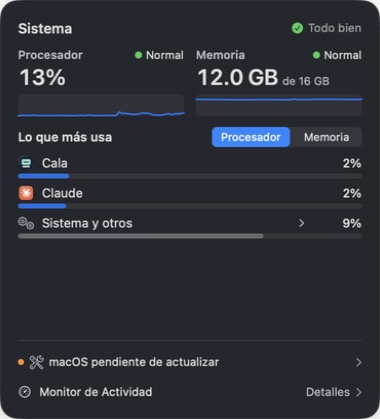 Sistema
Todo bien
Procesador
Normal
Memoria
Normal
13%
12.0 GB de 16 GB
Lo que más usa
Procesador
Memoria
Cala
2%
Claude
2%
Sistema y otros
9%
macOS pendiente de actualizar
Monitor de Actividad
Detalles